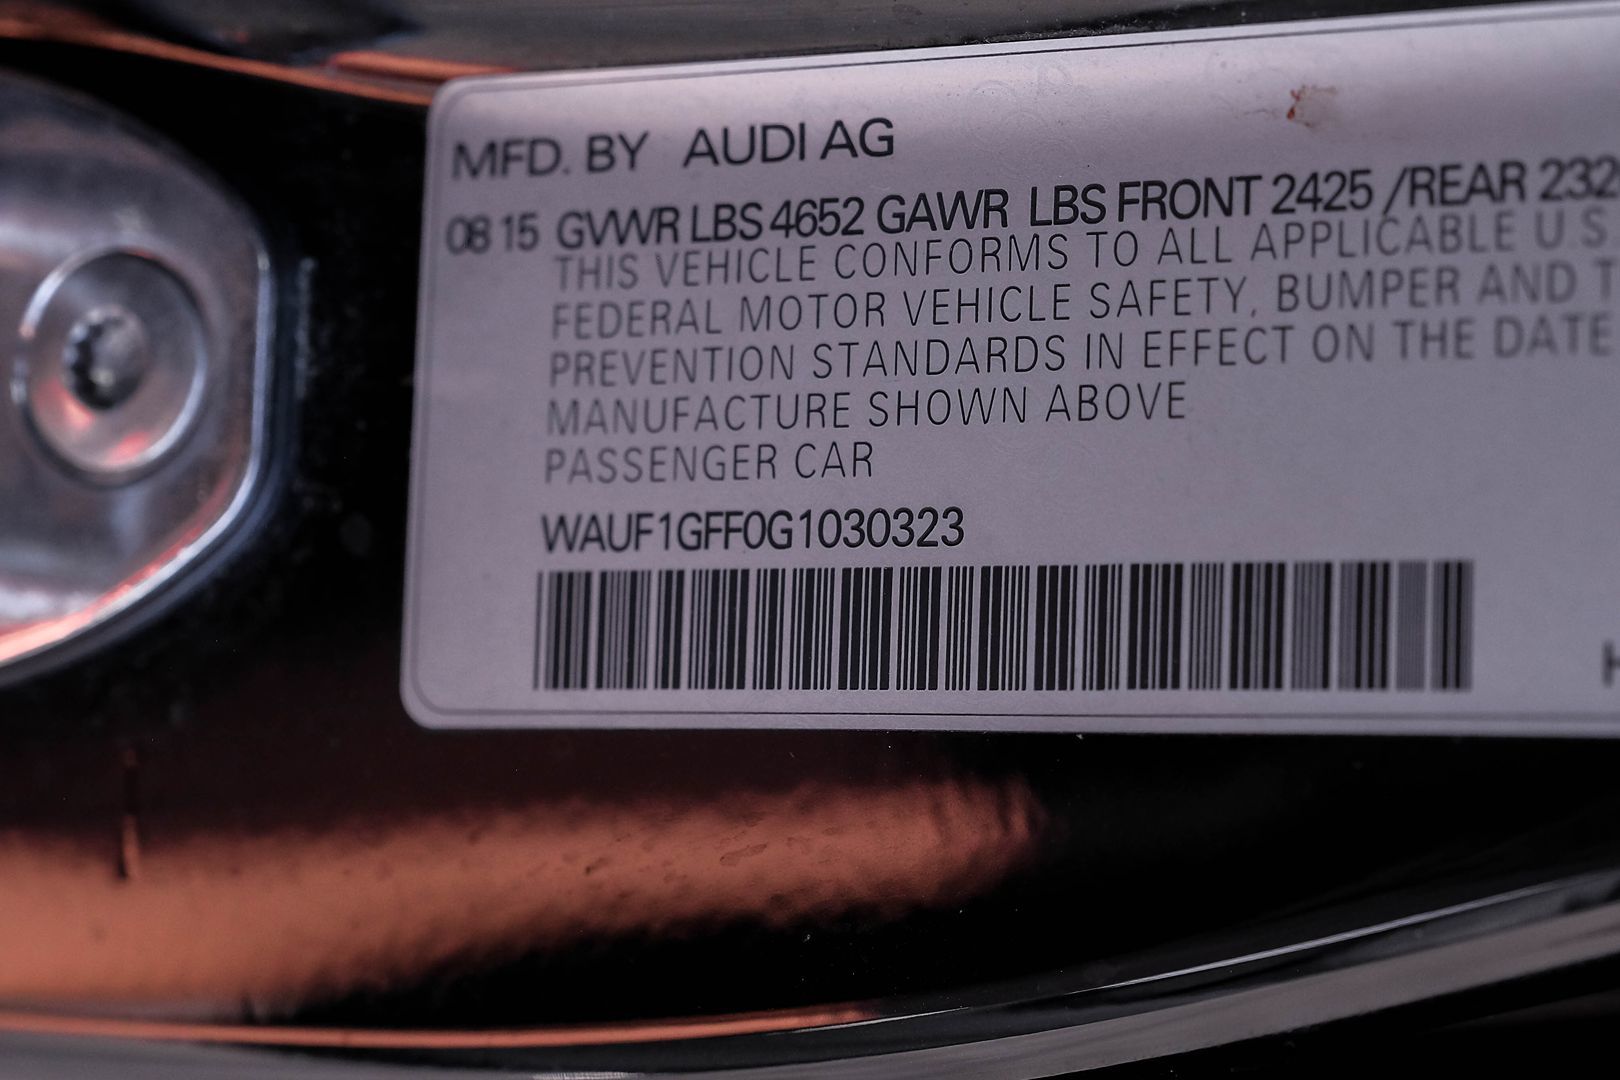 MFD. BY AUDI AG
08 15 GVWR LBS 4652 GAWR LBS FRONT 2425 /REAR 232
THIS VEHICLE CONFORMS TO ALL APPLICABLE U.S.
FEDERAL MOTOR VEHICLE SAFETY, BUMPER AND T
PREVENTION STANDARDS IN EFFECT ON THE DATE
MANUFACTURE SHOWN ABOVE
PASSENGER CAR
WAUF1GFF0G1030323